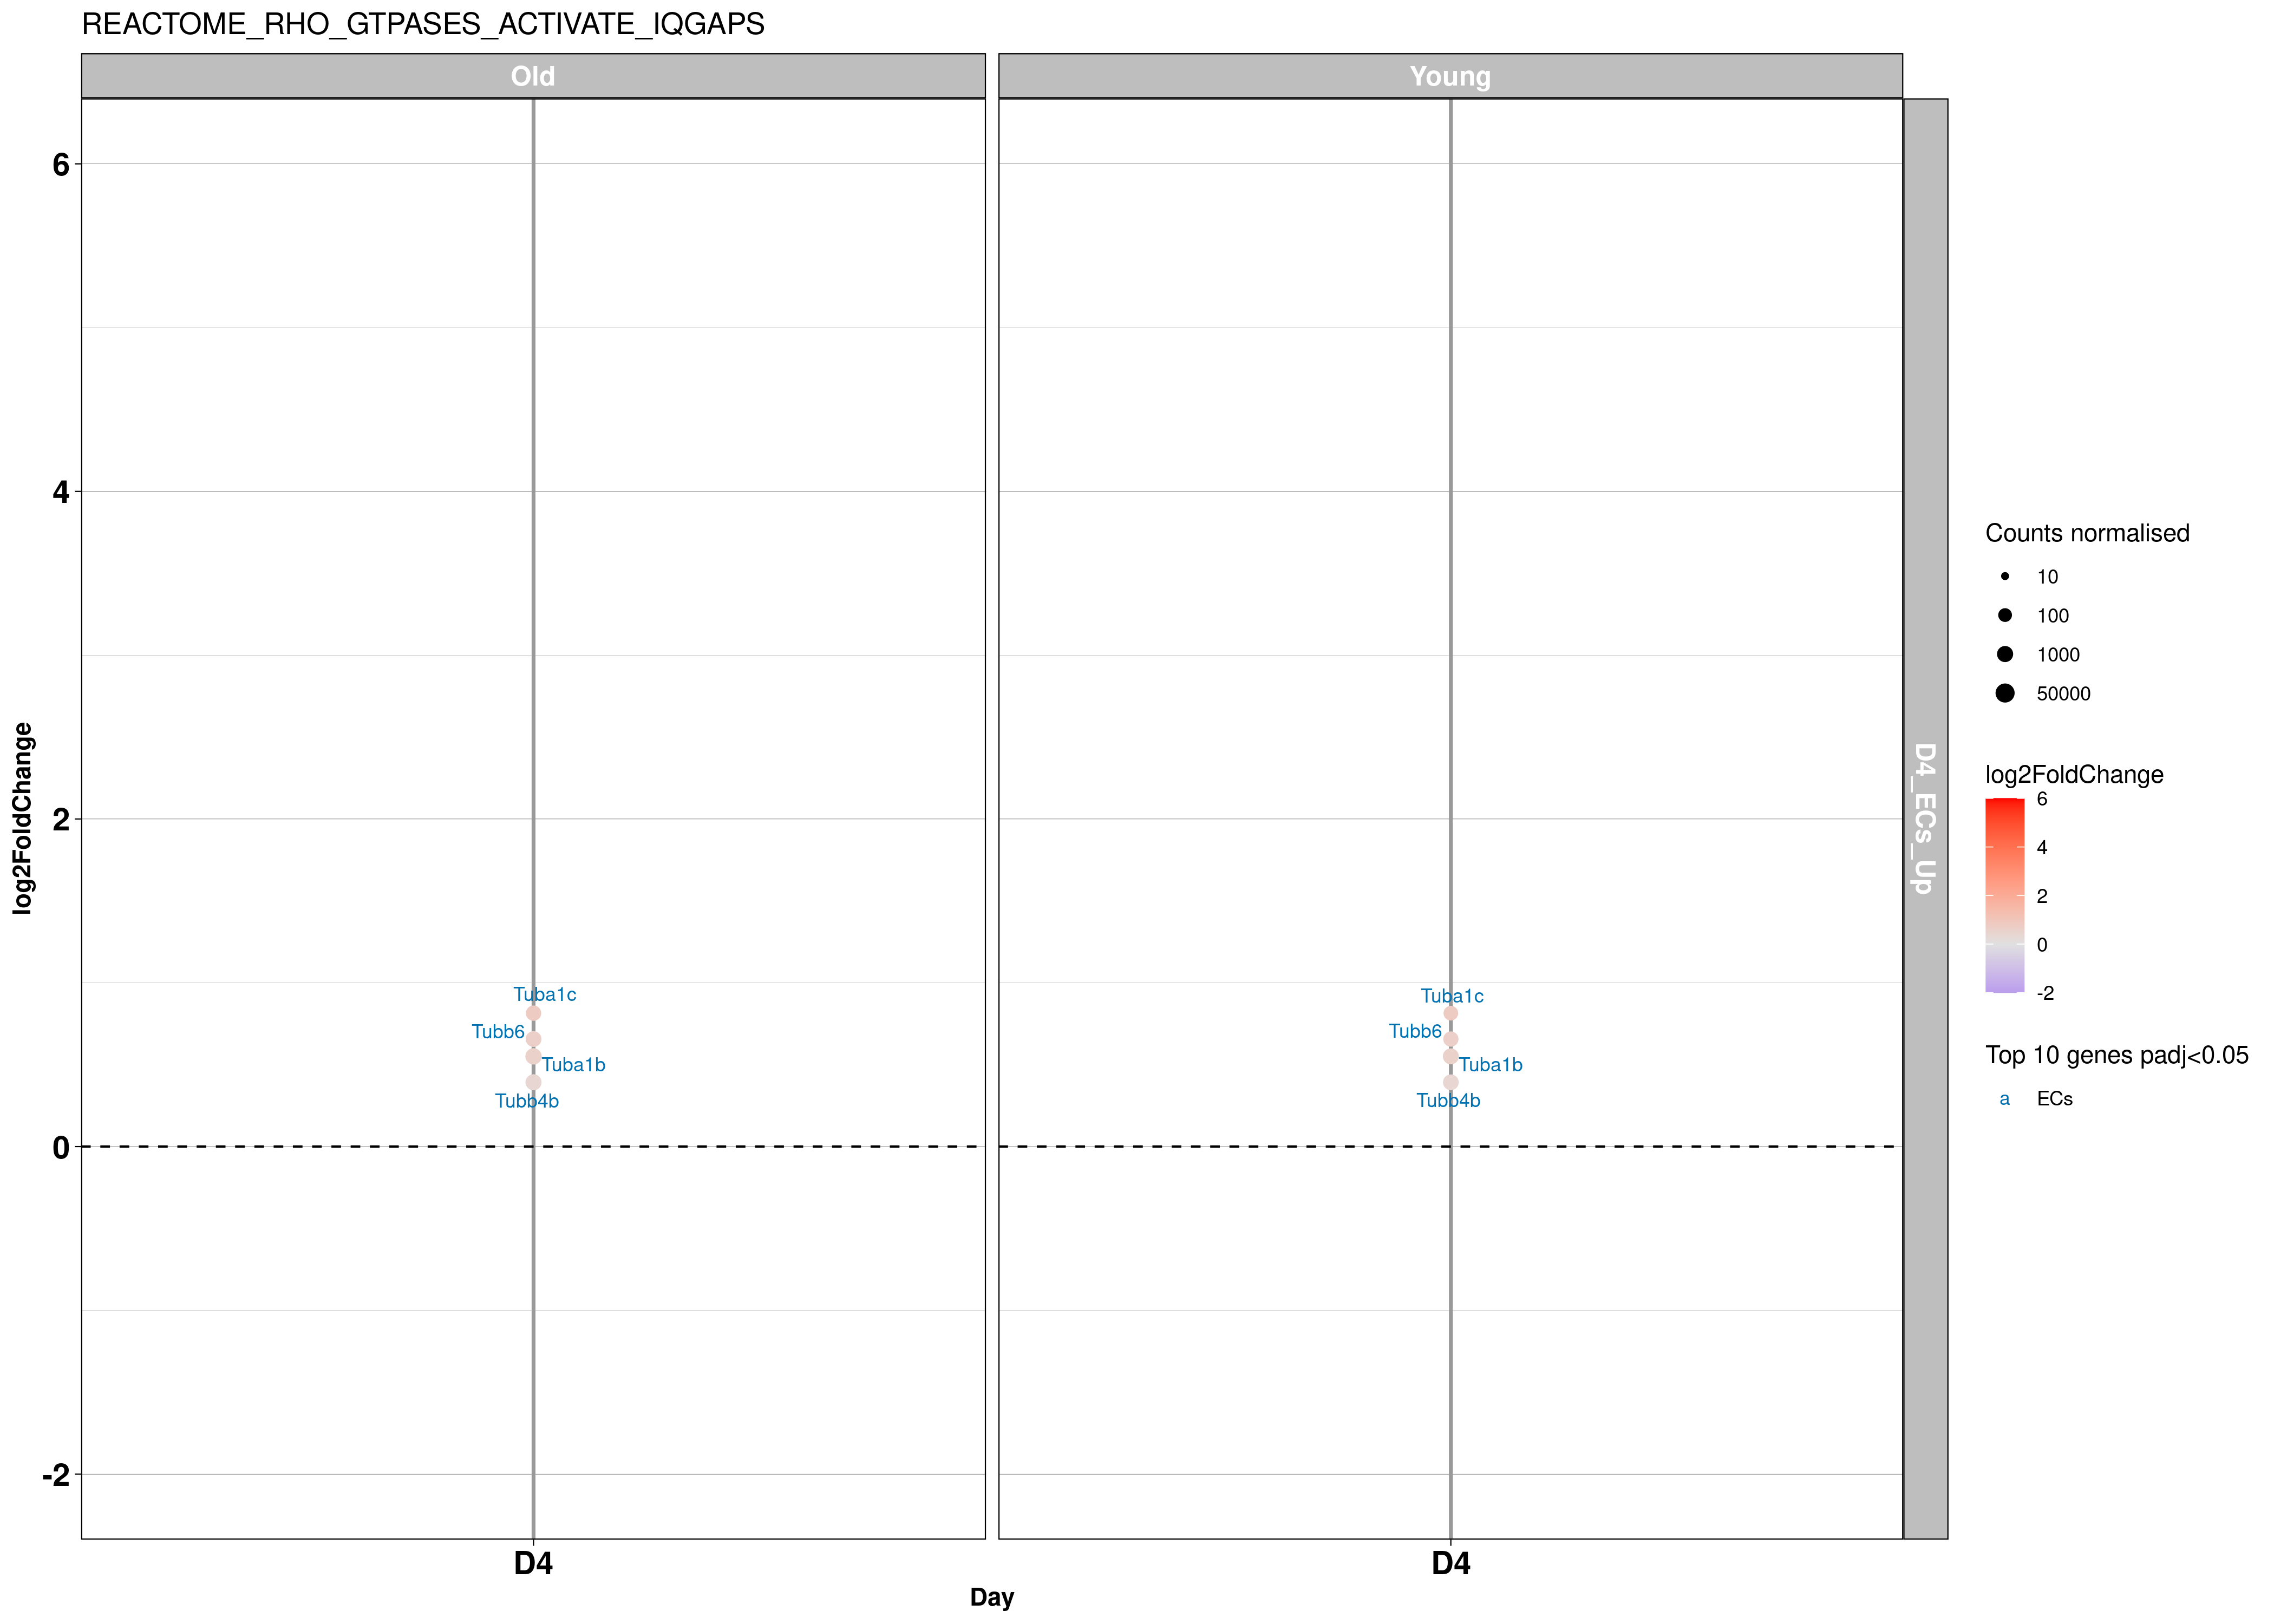 REACTOME_RHO_GTPASES_ACTIVATE_IQGAPS
Old
Young
6
4
2
0
-2
log2FoldChange
Tuba1c
Tubb6
Tuba1b
Tubb4b
Tuba1c
Tubb6
Tuba1b
Tubb4b
D4
D4
Day
D4_ECs_Up
Counts normalised
10
100
1000
50000
log2FoldChange
6
4
2
0
-2
Top 10 genes padj<0.05
a ECs